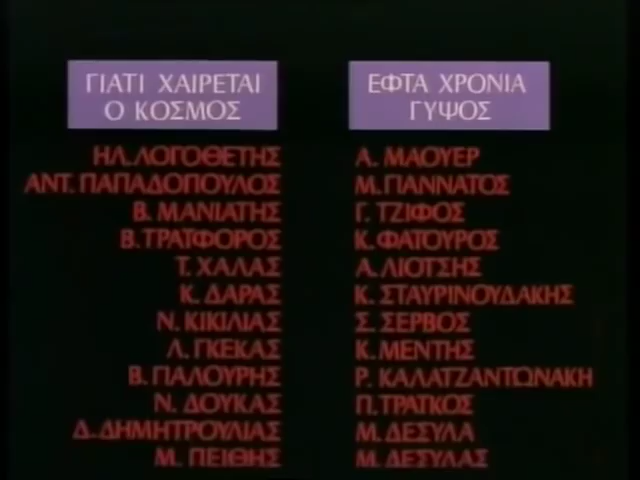 ΓΙΑΤΙ ΧΑΙΡΕΤΑΙ
Ο ΚΟΣΜΟΣ
ΗΛ. ΛΟΓΟΘΕΤΗΣ
ΑΝΤ. ΠΑΠΑΔΟΠΟΥΛΟΣ
Β. ΜΑΝΙΑΤΗΣ
Β. ΤΡΑΤΦΟΡΟΣ
Τ. ΧΑΛΑΣ
Κ. ΔΑΡΑΣ
Ν. ΚΙΚΙΛΙΑΣ
Λ. ΓΚΕΚΑΣ
Β. ΠΑΛΟΥΡΗΣ
Ν. ΔΟΥΚΑΣ
Δ. ΔΗΜΗΤΡΟΥΛΙΑΣ
Μ. ΠΕΙΘΗΣ
ΕΦΤΑ ΧΡΟΝΙΑ
ΓΥΨΟΣ
Α. ΜΑΟΥΕΡ
Μ. ΓΙΑΝΝΑΤΟΣ
Γ. ΤΖΙΦΟΣ
Κ. ΦΑΤΟΥΡΟΣ
Α. ΛΙΟΤΣΗΣ
Κ. ΣΤΑΥΡΙΝΟΥΔΑΚΗΣ
Σ. ΣΕΡΒΟΣ
Κ. ΜΕΝΤΗΣ
Ρ. ΚΑΛΑΤΖΑΝΤΩΝΑΚΗ
Π. ΤΡΑΤΚΟΣ
Μ. ΔΕΣΥΛΑ
Μ. ΔΕΣΥΛΑΣ